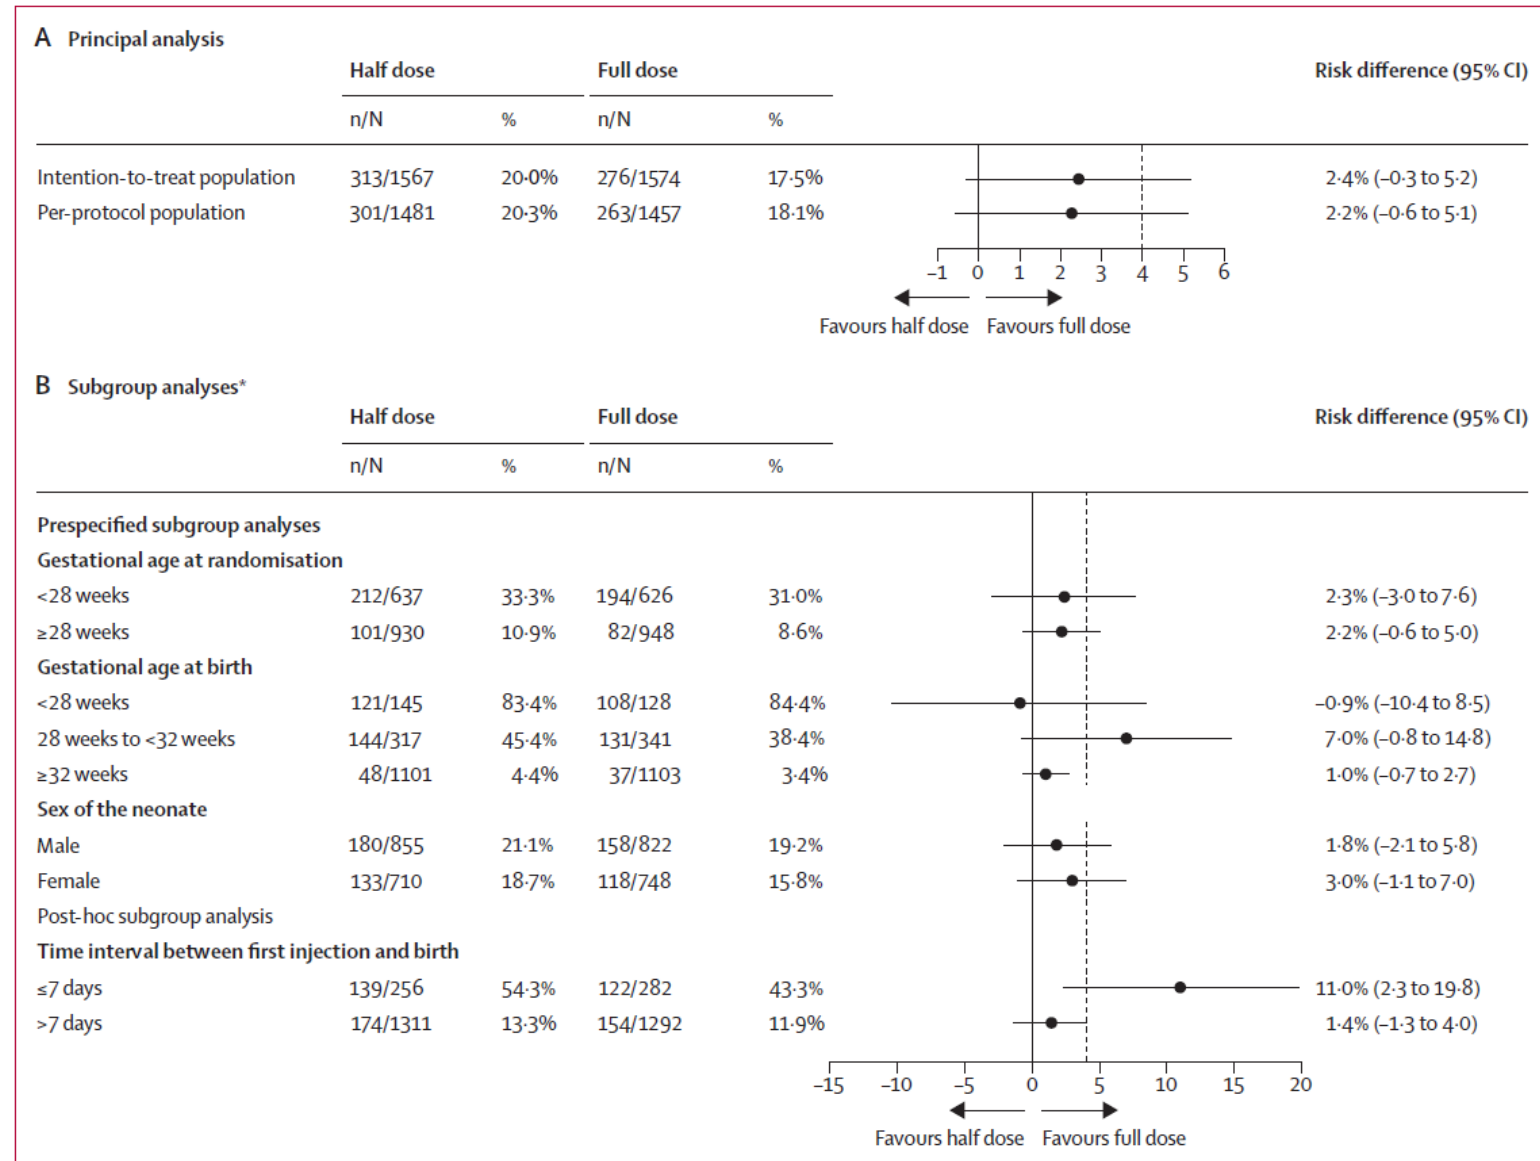 A Principal analysis
Half dose Full dose Risk difference (95% CI)
n/N % n/N %
Intention-to-treat population 313/1567 20·0% 276/1574 17·5% 2·4% (–0·3 to 5·2)
Per-protocol population 301/1481 20·3% 263/1457 18·1% 2·2% (–0·6 to 5·1)
–1 0 1 2 3 4 5 6
Favours half dose Favours full dose
B Subgroup analyses*
Half dose Full dose Risk difference (95% CI)
n/N % n/N %
Prespecified subgroup analyses
Gestational age at randomisation
<28 weeks 212/637 33·3% 194/626 31·0% 2·3% (–3·0 to 7·6)
≥28 weeks 101/930 10·9% 82/948 8·6% 2·2% (–0·6 to 5·0)
Gestational age at birth
<28 weeks 121/145 83·4% 108/128 84·4% –0·9% (–10·4 to 8·5)
28 weeks to <32 weeks 144/317 45·4% 131/341 38·4% 7·0% (–0·8 to 14·8)
≥32 weeks 48/1101 4·4% 37/1103 3·4% 1·0% (–0·7 to 2·7)
Sex of the neonate
Male 180/855 21·1% 158/822 19·2% 1·8% (–2·1 to 5·8)
Female 133/710 18·7% 118/748 15·8% 3·0% (–1·1 to 7·0)
Post-hoc subgroup analysis
Time interval between first injection and birth
≤7 days 139/256 54·3% 122/282 43·3% 11·0% (2·3 to 19·8)
>7 days 174/1311 13·3% 154/1292 11·9% 1·4% (–1·3 to 4·0)
–15 –10 –5 0 5 10 15 20
Favours half dose Favours full dose